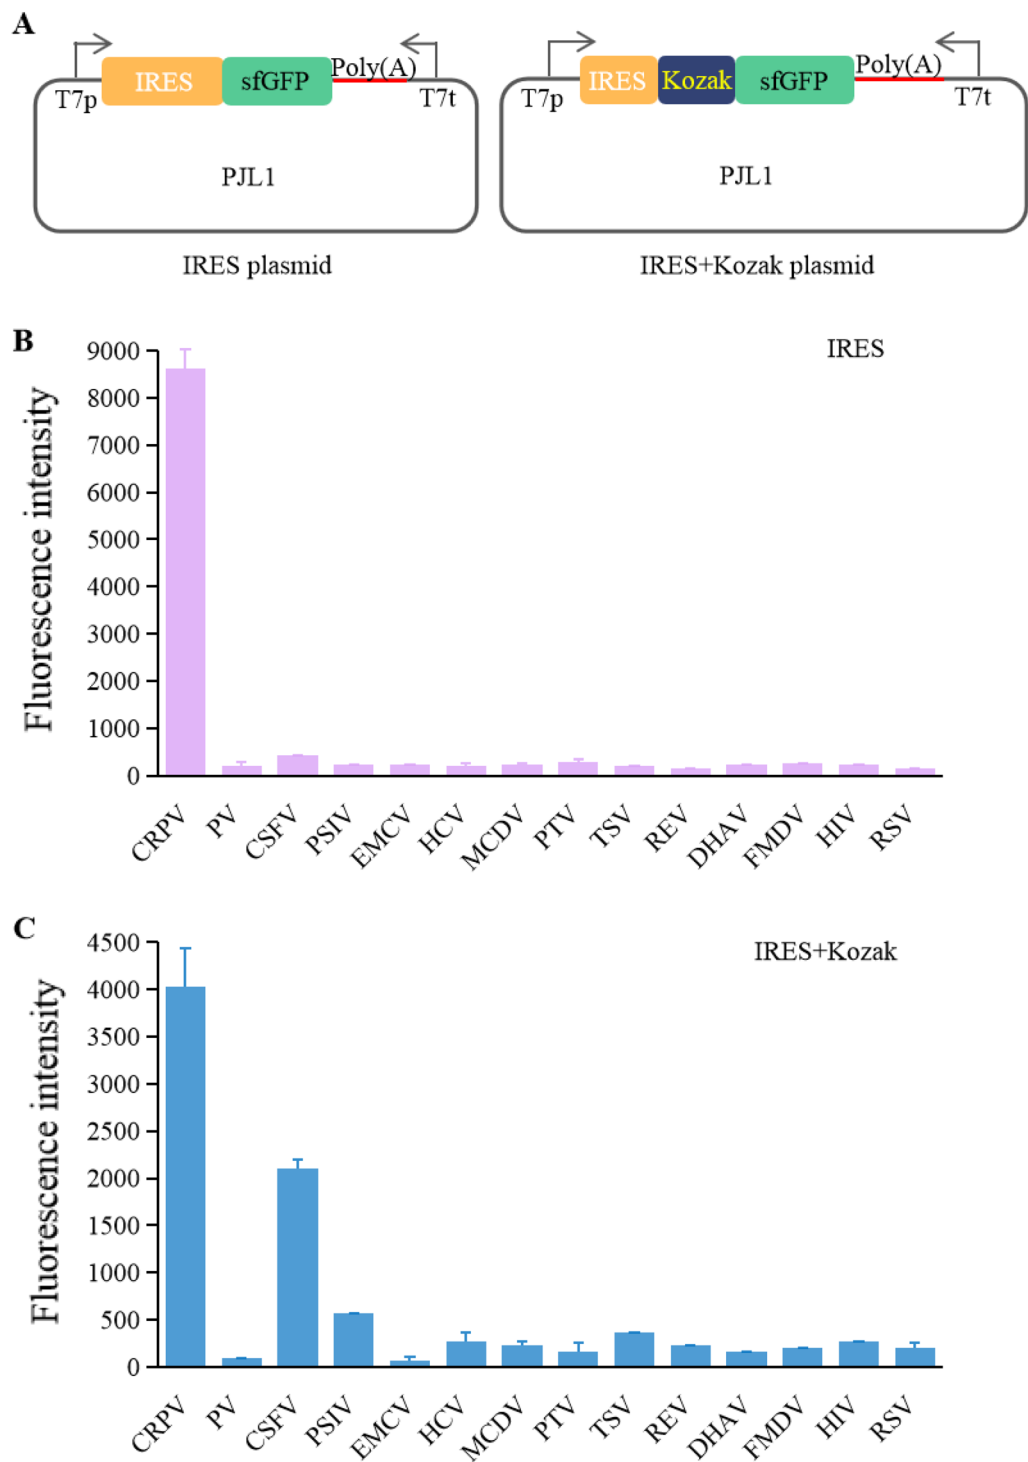 A
IRES sfGFP Poly(A)
T7p T7t
PJL1
IRES plasmid
IRES Kozak sfGFP Poly(A)
T7p T7t
PJL1
IRES+Kozak plasmid
B
IRES
Fluorescence intensity
9000
8000
7000
6000
5000
4000
3000
2000
1000
0
CRPV PV CSFV PSIV EMCV HCV MCDV PTV TSV REV DHAV FMDV HIV RSV
C
IRES+Kozak
Fluorescence intensity
4500
4000
3500
3000
2500
2000
1500
1000
500
0
CRPV PV CSFV PSIV EMCV HCV MCDV PTV TSV REV DHAV FMDV HIV RSV